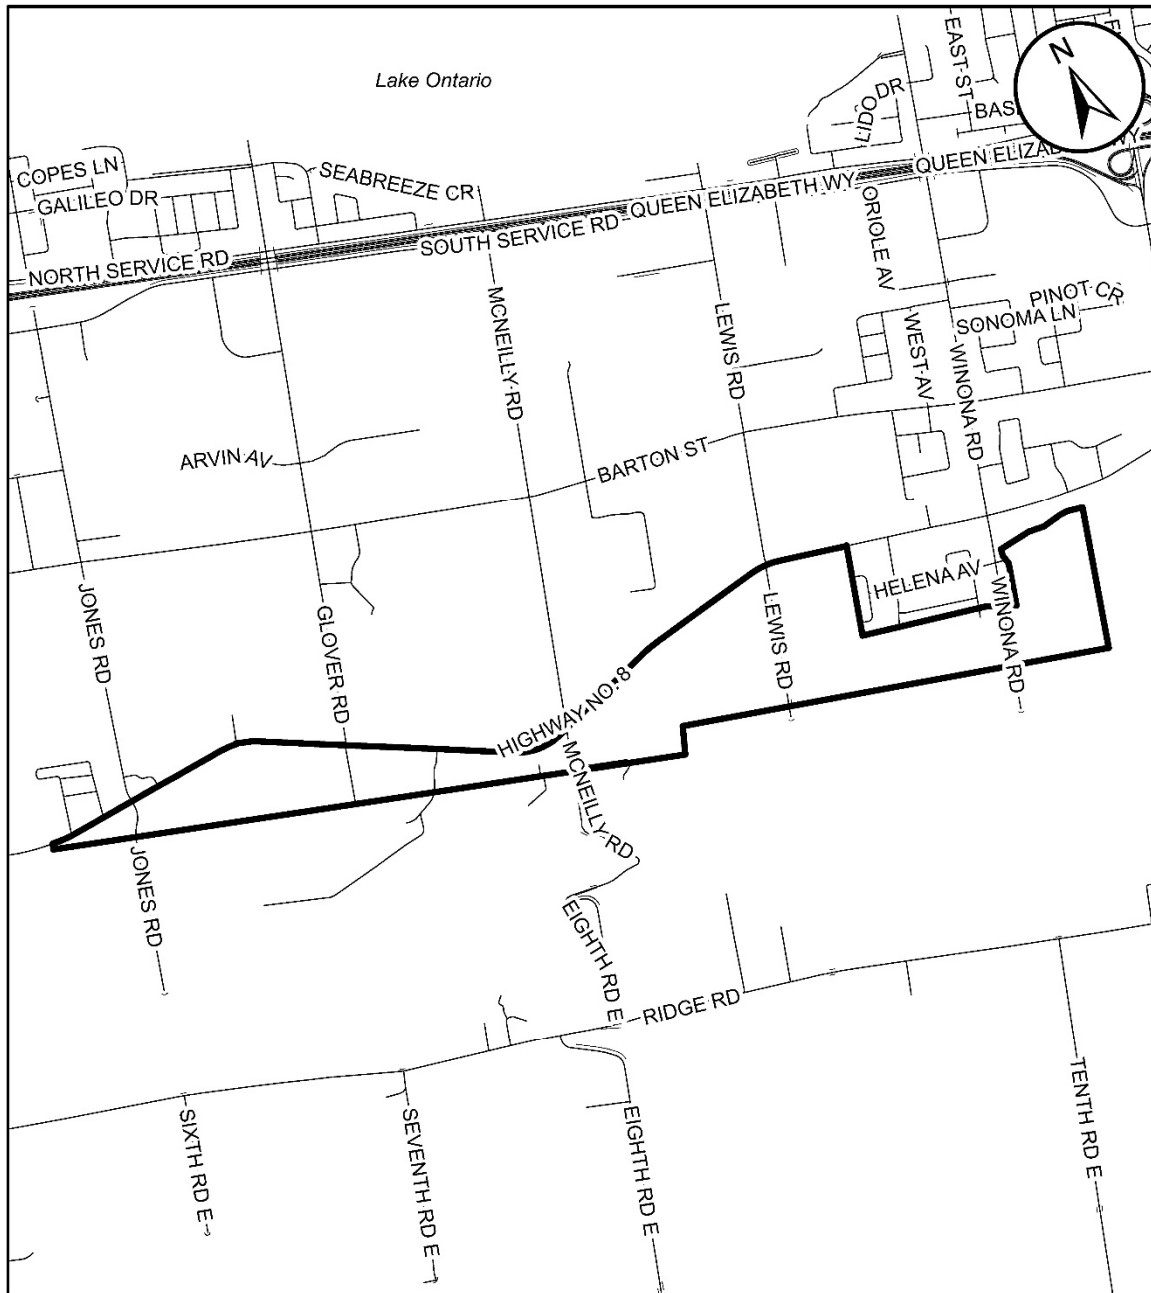 Lake Ontario
N
EAST ST
LIDO DR
BAS
COPES LN
GALILEO DR
SEABREEZE CR
QUEEN ELIZABETH WY
QUEEN ELIZAB WY
ORIOLE AV
NORTH SERVICE RD
SOUTH SERVICE RD
MCNEILLY RD
LEWIS RD
PINOT CR
SONOMA LN
WEST AV
WINONA RD
ARVIN AV
BARTON ST
JONES RD
GLOVER RD
LEWIS RD
HELENA AV
WINONA RD
HIGHWAY NO. 8
MCNEILLY RD
JONES RD
EIGHTH RD E
RIDGE RD
SIXTH RD E
SEVENTH RD E
EIGHTH RD E
TENTH RD E